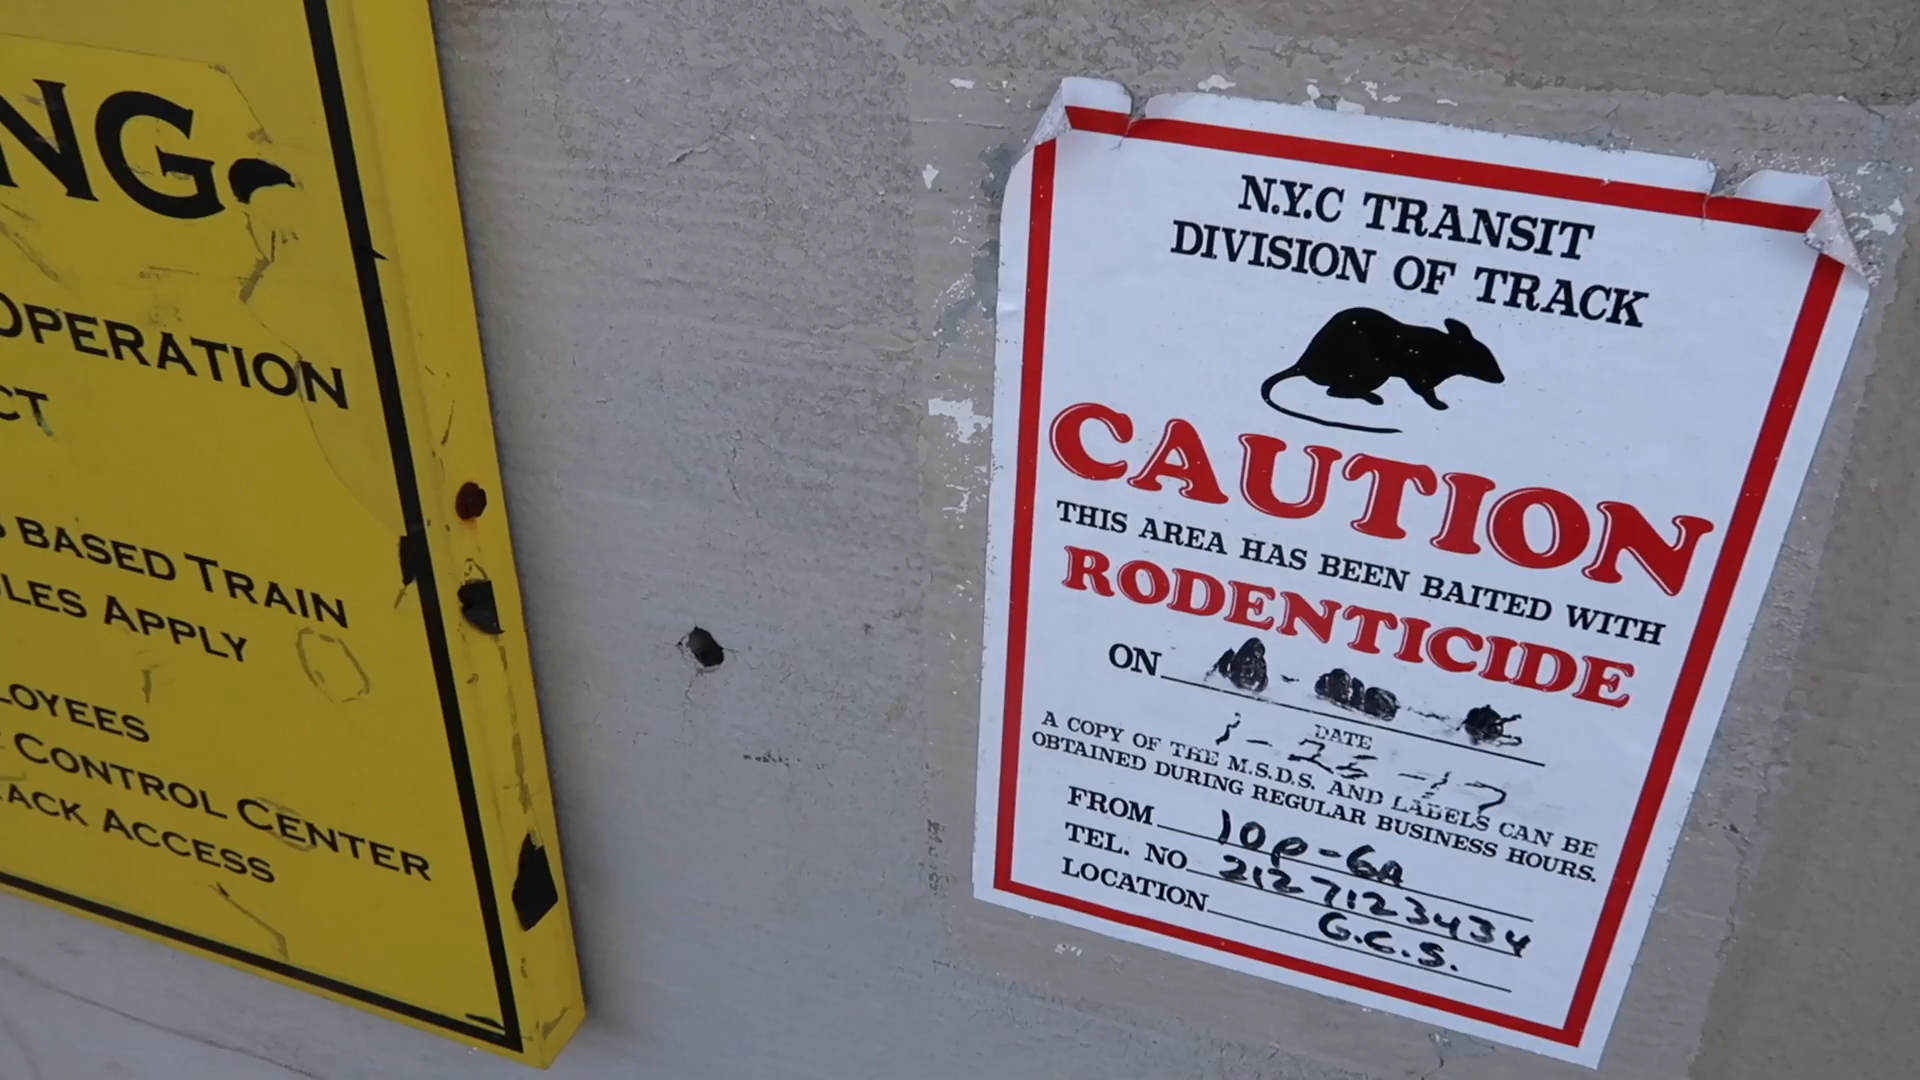 NG
OPERATION
CT
BASED TRAIN
LES APPLY
LOYEES
CONTROL CENTER
ACK ACCESS
N.Y.C TRANSIT
DIVISION OF TRACK
CAUTION
THIS AREA HAS BEEN BAITED WITH
RODENTICIDE
ON
DATE
1-25-17
A COPY OF THE M.S.D.S. AND LABELS CAN BE
OBTAINED DURING REGULAR BUSINESS HOURS.
FROM 10P-6A
TEL. NO 212 7123434
LOCATION G.C.S.